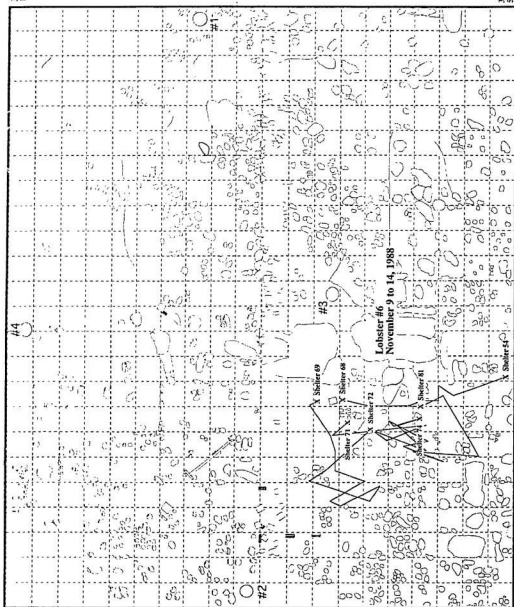 #4
#1
#3
#2
Lobster #6
November 9 to 14, 1988
X Shelter 69
X Shelter 68
Shelter 71
X Shelter 72
X Shelter 81
X Shelter 54